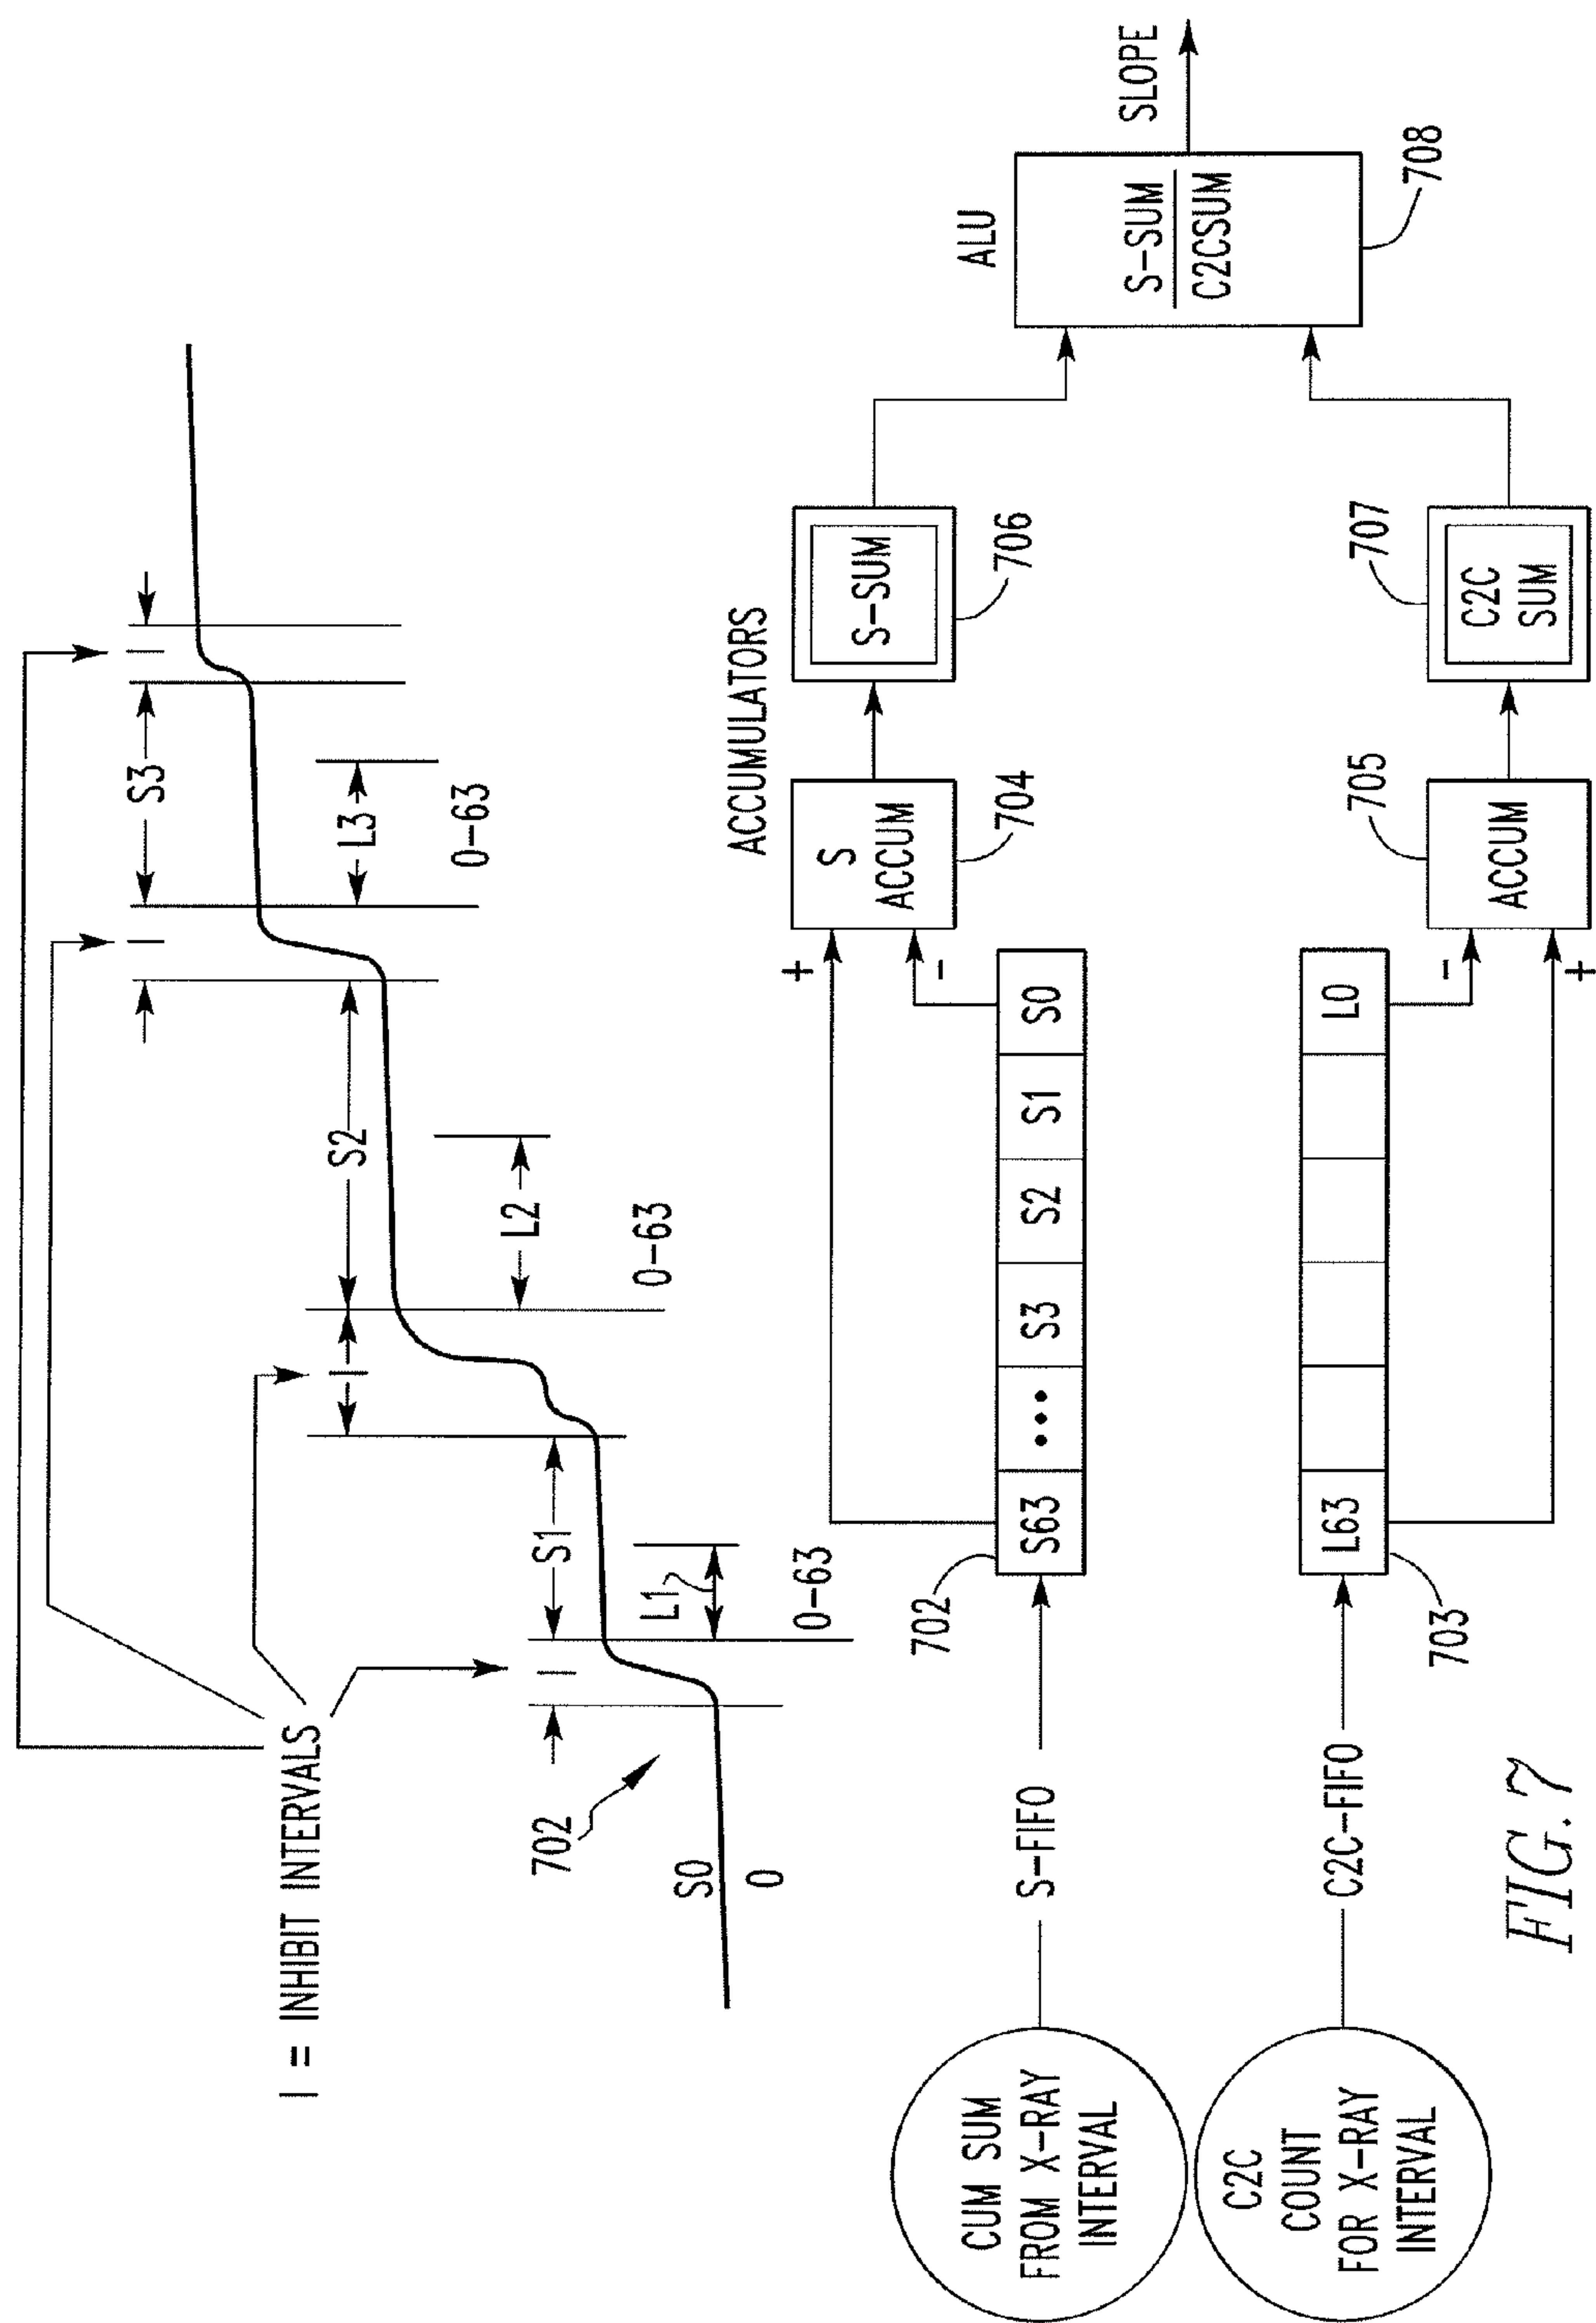 I = INHIBIT INTERVALS
I
I
I
I
S0
0
702
S1
L1
0-63
S2
L2
0-63
S3
L3
0-63
CUM SUM
FROM X-RAY
INTERVAL
S-FIFO
702
S63
•••
S3
S2
S1
S0
+
-
ACCUMULATORS
S
ACCUM
704
S-SUM
706
C2C
COUNT
FOR X-RAY
INTERVAL
C2C-FIFO
703
L63
L0
-
+
ACCUM
705
C2C
SUM
707
ALU
S-SUM
C2CSUM
708
SLOPE
FIG. 7